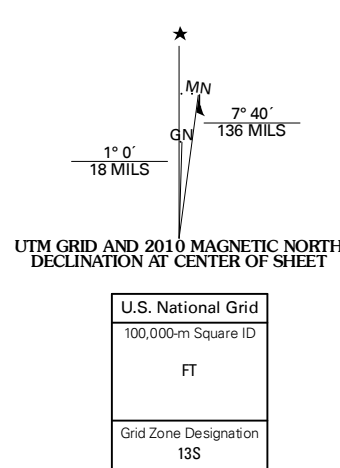 ★
MN
7° 40´
136 MILS
GN
1° 0´
18 MILS
UTM GRID AND 2010 MAGNETIC NORTH
DECLINATION AT CENTER OF SHEET
U.S. National Grid
100,000-m Square ID
FT
Grid Zone Designation
13S